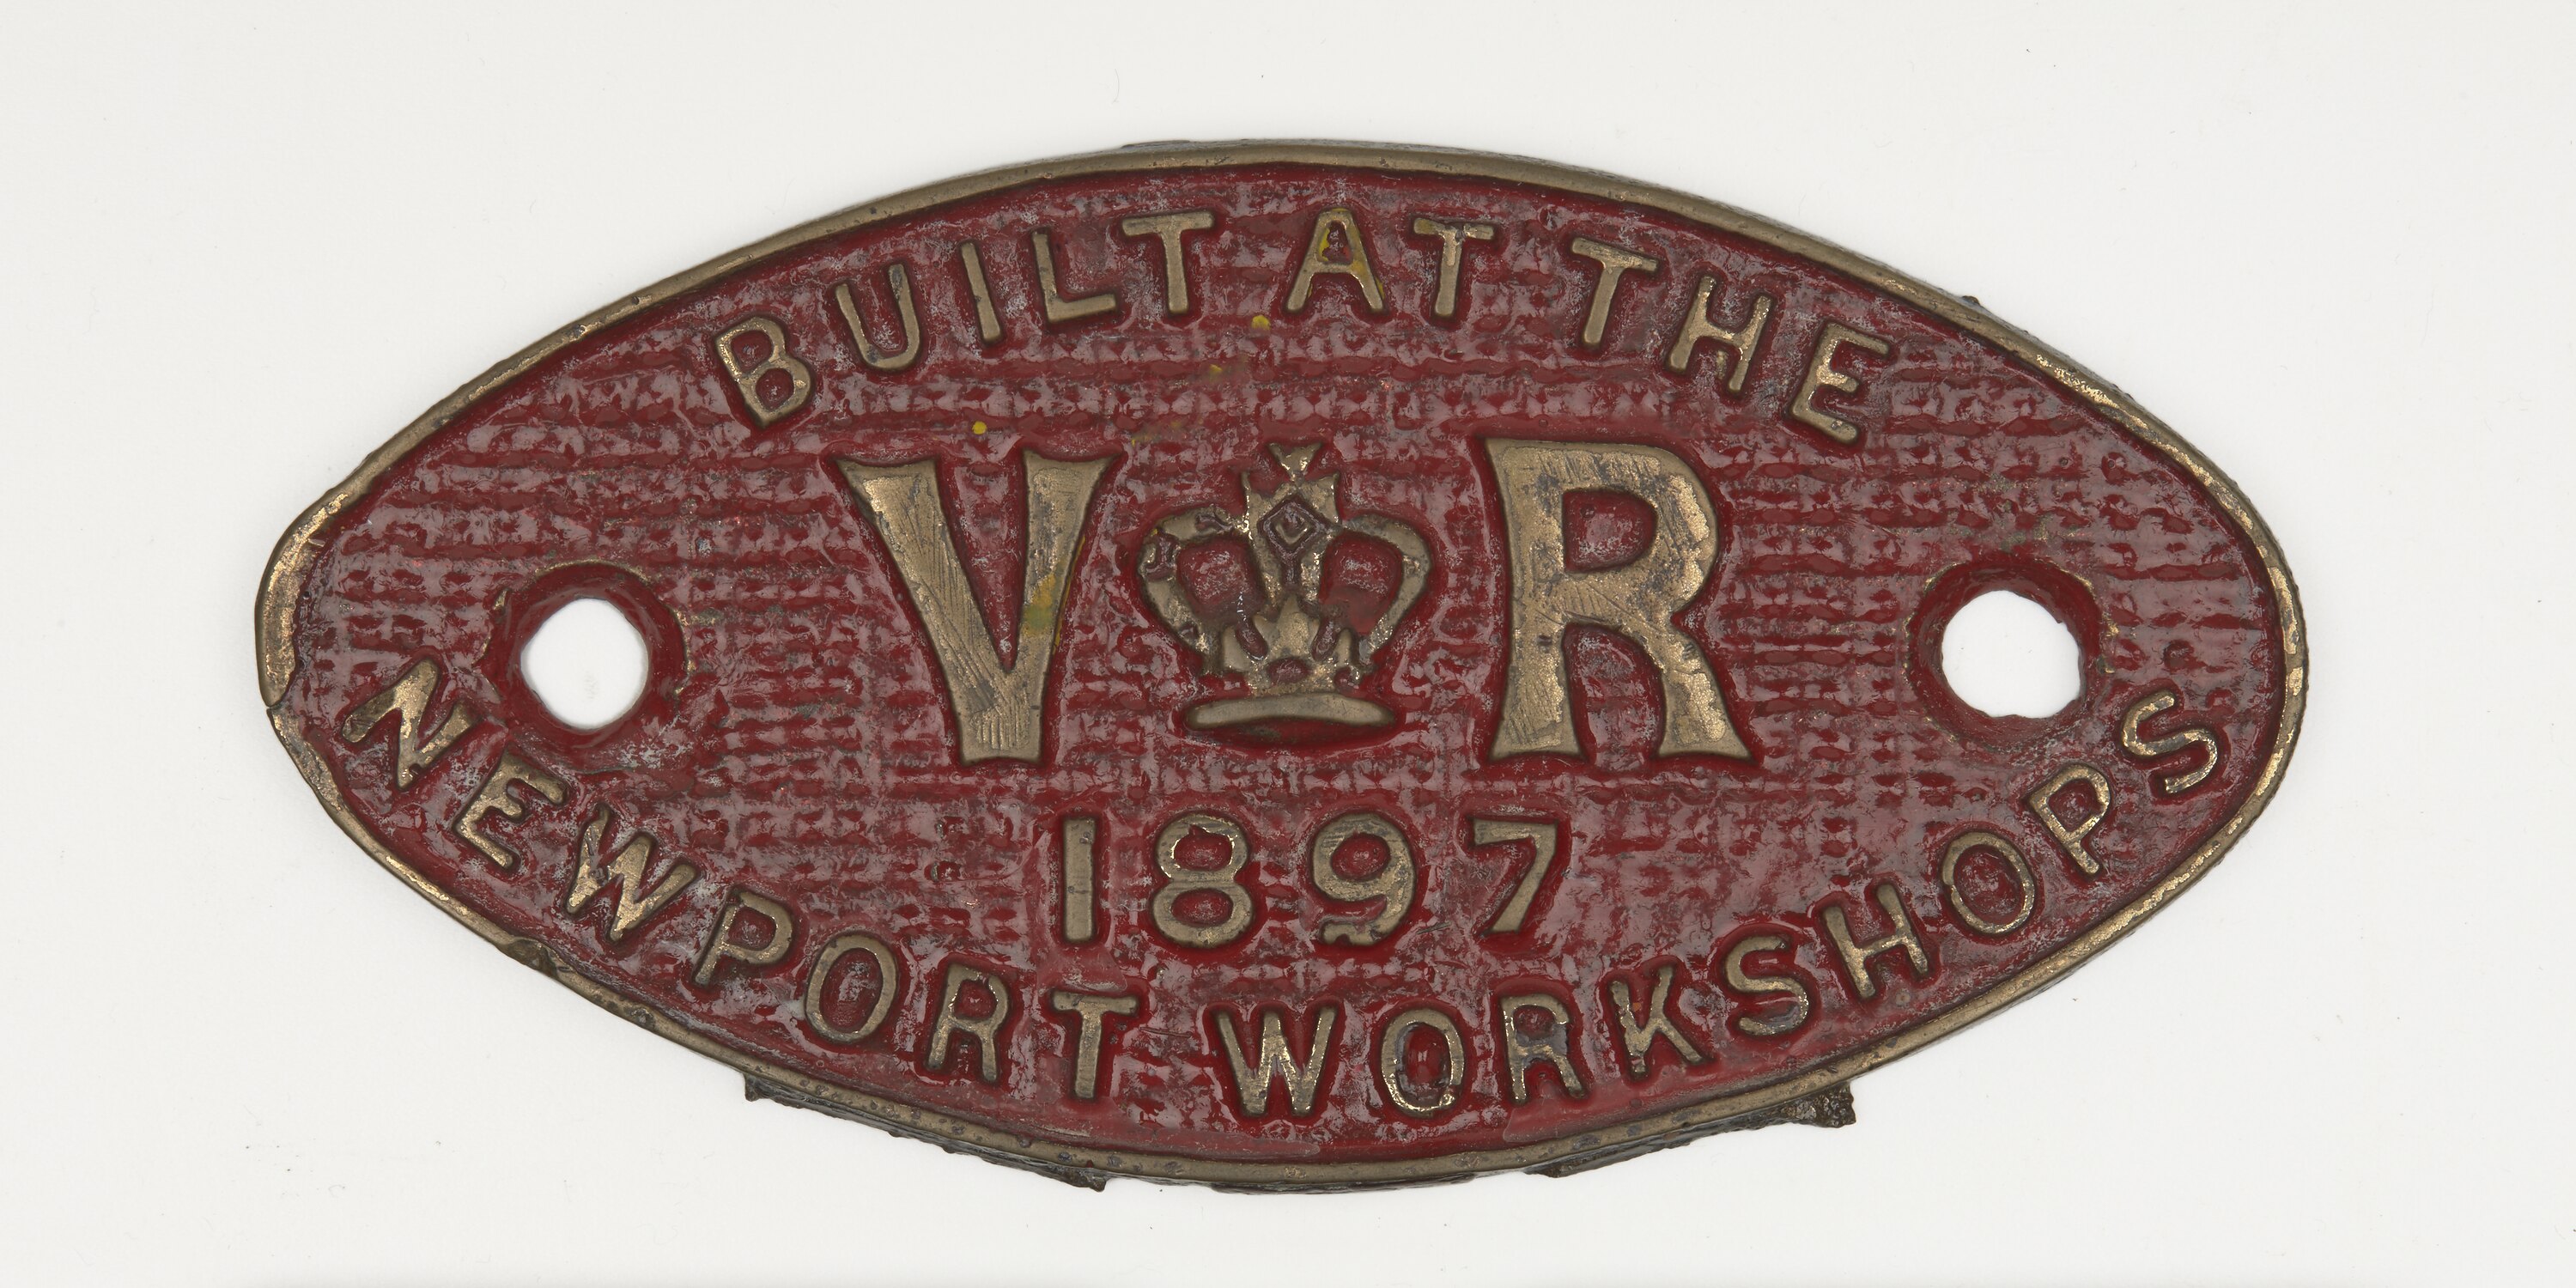 BUILT AT THE
V R
1897
NEWPORT WORKSHOPS